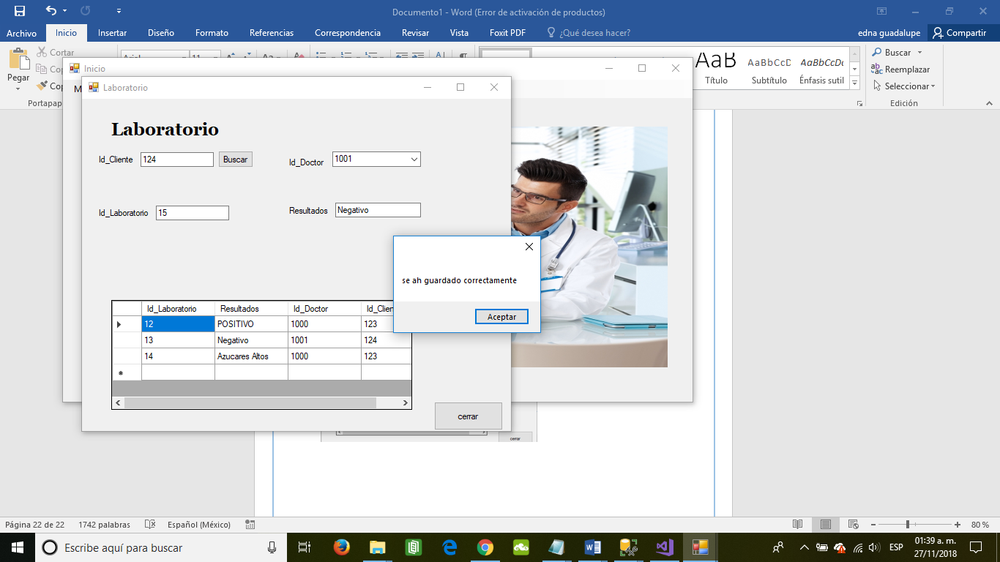 Documento1 - Word (Error de activación de productos)
Archivo Inicio Insertar Diseño Formato Referencias Correspondencia Revisar Vista Foxit PDF ¿Qué desea hacer? edna guadalupe Compartir
Pegar
Cortar
Portapap
AaB
Título
AaBbCcD
Subtítulo
AaBbCcDc
Énfasis sutil
Buscar
Reemplazar
Seleccionar
Edición
Inicio
M
Laboratorio
Laboratorio
Id_Cliente 124 Buscar Id_Doctor 1001
Id_Laboratorio 15 Resultados Negativo
se ah guardado correctamente
Aceptar
Id_Laboratorio Resultados Id_Doctor Id_Clien
12 POSITIVO 1000 123
13 Negativo 1001 124
14 Azucares Altos 1000 123
cerrar
cerrar
Página 22 de 22 1742 palabras Español (México) 80 %
Escribe aquí para buscar
ESP
01:39 a. m.
27/11/2018